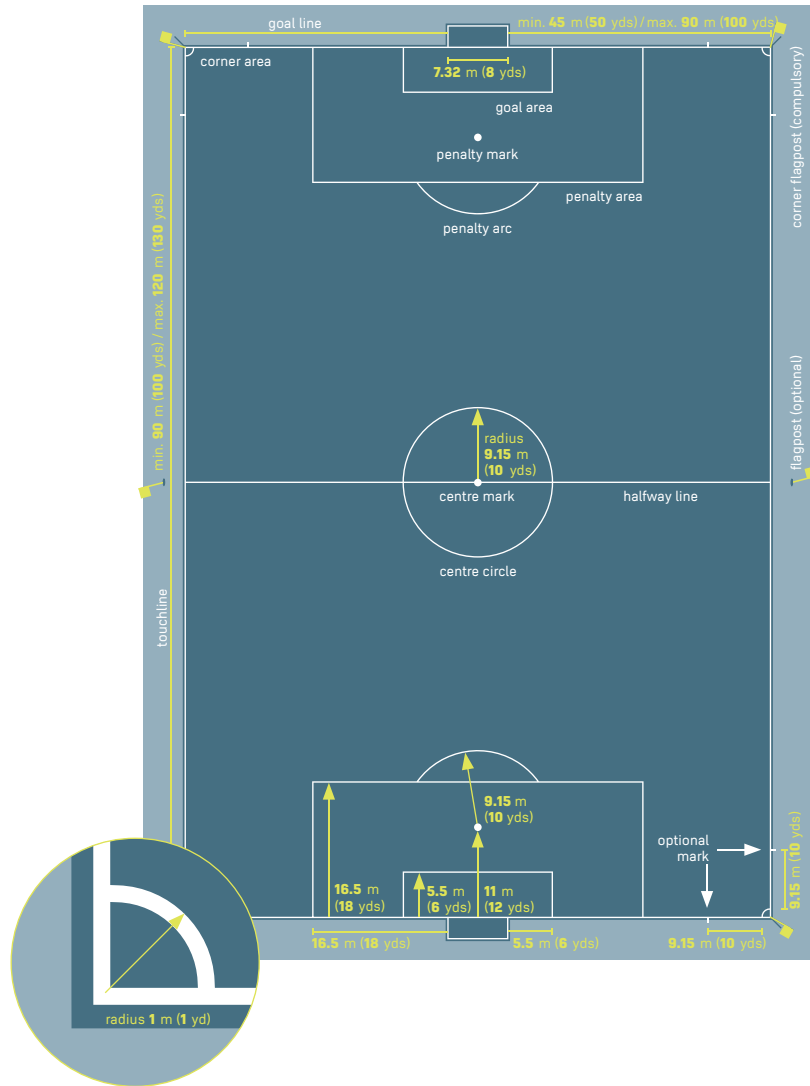 goal line
min. 45 m (50 yds) / max. 90 m (100 yds)
corner area
7.32 m (8 yds)
goal area
penalty mark
penalty area
penalty arc
corner flagpost (compulsory)
min. 90 m (100 yds) / max. 120 m (130 yds)
radius
9.15 m
(10 yds)
flagpost (optional)
centre mark
halfway line
centre circle
touchline
9.15 m
(10 yds)
optional
mark
9.15 m (10 yds)
16.5 m
(18 yds)
5.5 m
(6 yds)
11 m
(12 yds)
16.5 m (18 yds)
5.5 m (6 yds)
9.15 m (10 yds)
radius 1 m (1 yd)